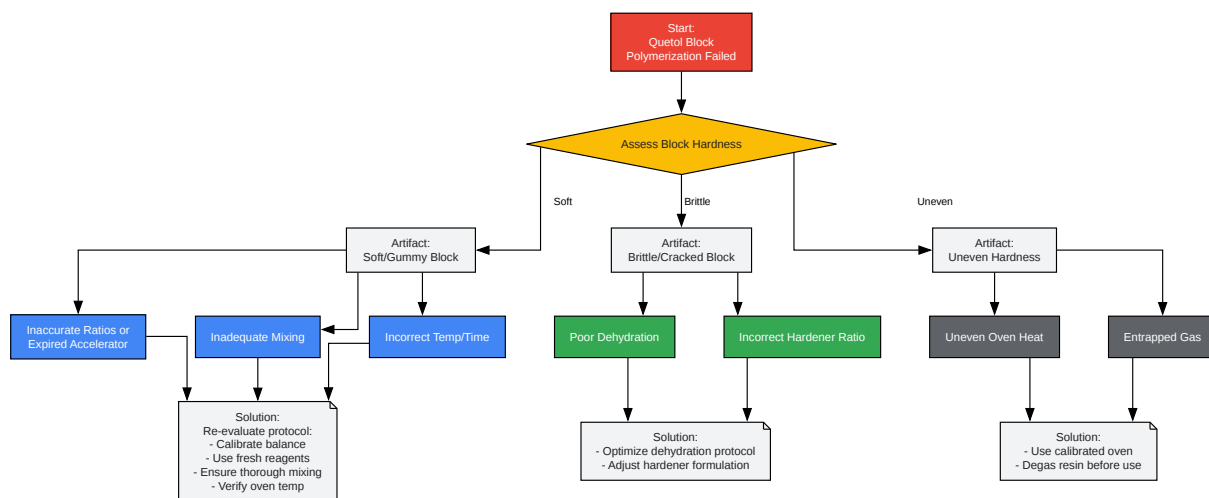 Start:
Quetol Block
Polymerization Failed
Assess Block Hardness
Soft
Brittle
Uneven
Artifact:
Soft/Gummy Block
Artifact:
Brittle/Cracked Block
Artifact:
Uneven Hardness
Inaccurate Ratios or
Expired Accelerator
Inadequate Mixing
Incorrect Temp/Time
Poor Dehydration
Incorrect Hardener Ratio
Uneven Oven Heat
Entrapped Gas
Solution:
Re-evaluate protocol:
- Calibrate balance
- Use fresh reagents
- Ensure thorough mixing
- Verify oven temp
Solution:
- Optimize dehydration protocol
- Adjust hardener formulation
Solution:
- Use calibrated oven
- Degas resin before use